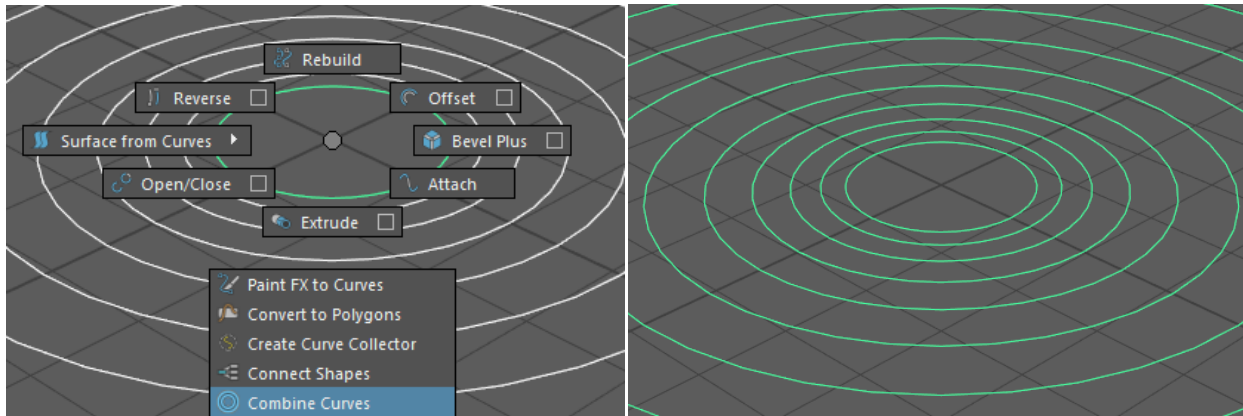 Rebuild
Reverse
Offset
Surface from Curves
Bevel Plus
Open/Close
Attach
Extrude
Paint FX to Curves
Convert to Polygons
Create Curve Collector
Connect Shapes
Combine Curves